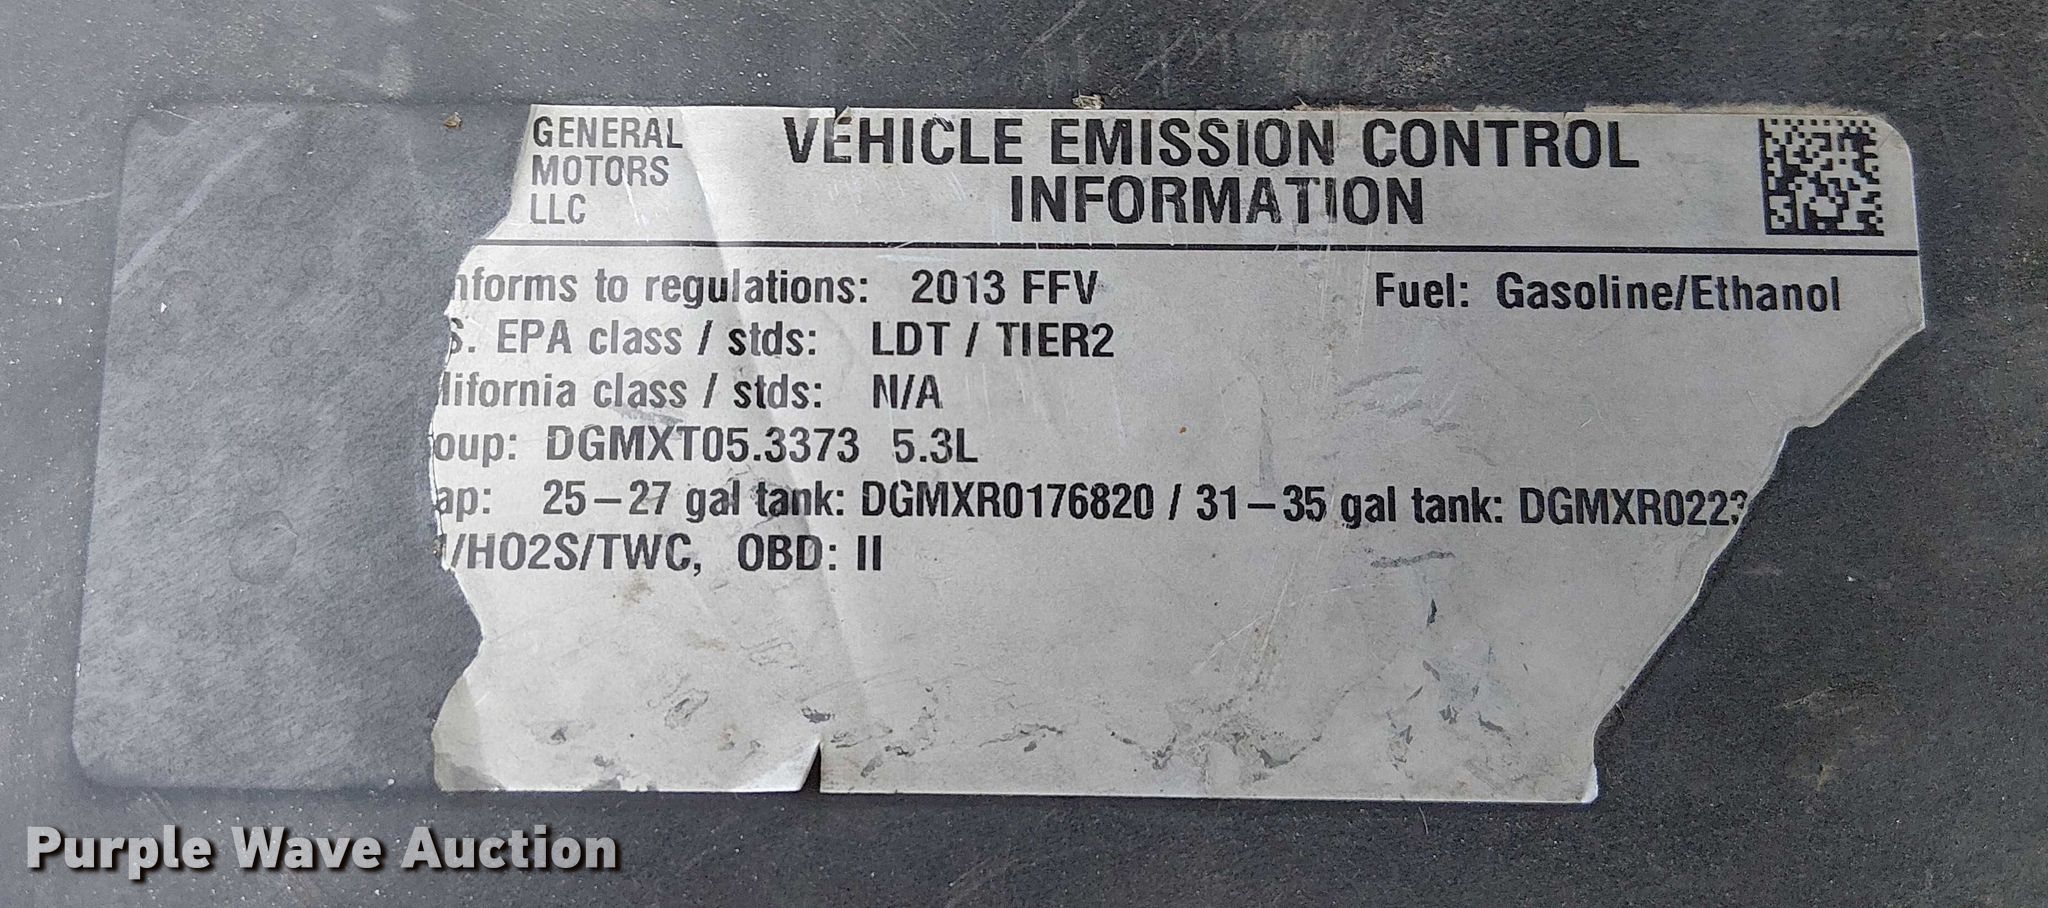 GENERAL
MOTORS
LLC
VEHICLE EMISSION CONTROL
INFORMATION
nforms to regulations: 2013 FFV Fuel: Gasoline/Ethanol
S. EPA class / stds: LDT / TIER2
lifornia class / stds: N/A
oup: DGMXT05.3373 5.3L
ap: 25-27 gal tank: DGMXR0176820 / 31-35 gal tank: DGMXR0223
/HO2S/TWC, OBD: II
Purple Wave Auction